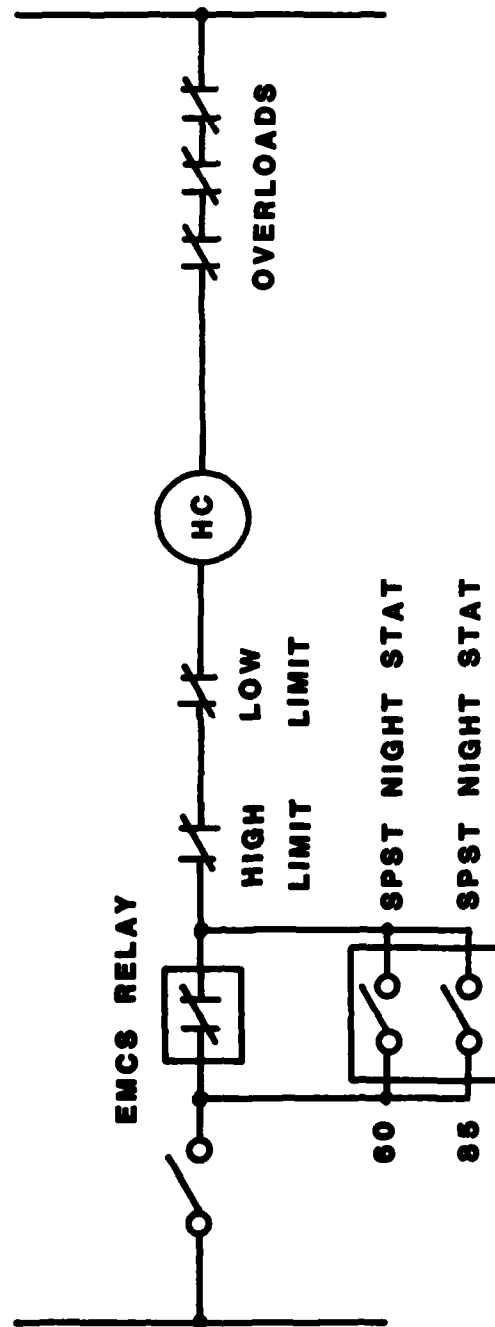 EMCS RELAY
HC
HIGH
LIMIT
LOW
LIMIT
OVERLOADS
60 SPST NIGHT STAT
85 SPST NIGHT STAT